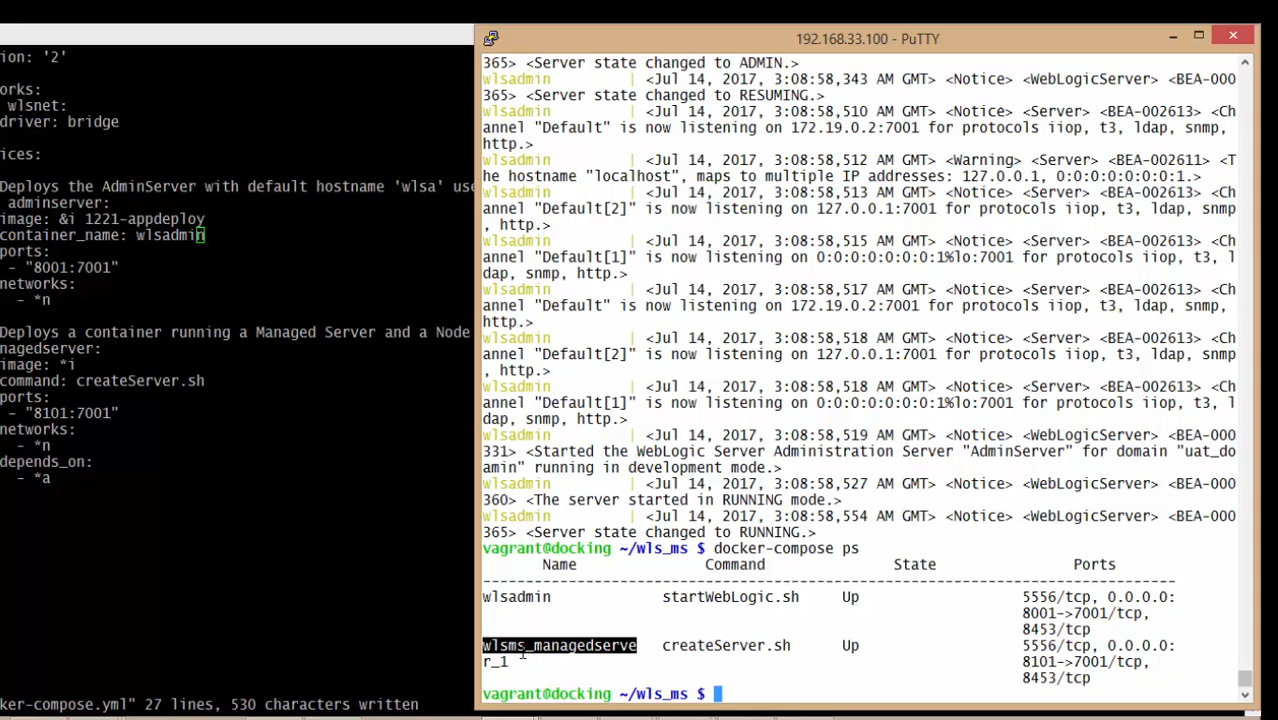 ion: '2'
orks:
wlsnet:
driver: bridge
ices:
Deploys the AdminServer with default hostname 'wlsa' use
adminserver:
image: &i 1221-appdeploy
container_name: wlsadmin
ports:
- "8001:7001"
networks:
- *n
Deploys a container running a Managed Server and a Node
nagedserver:
image: *i
command: createServer.sh
ports:
- "8101:7001"
networks:
- *n
depends_on:
- *a
ker-compose.yml" 27 lines, 530 characters written
192.168.33.100 - PuTTY
365> <Server state changed to ADMIN.>
wlsadmin | <Jul 14, 2017, 3:08:58,343 AM GMT> <Notice> <WebLogicServer> <BEA-000
365> <Server state changed to RESUMING.>
wlsadmin | <Jul 14, 2017, 3:08:58,510 AM GMT> <Notice> <Server> <BEA-002613> <Ch
annel "Default" is now listening on 172.19.0.2:7001 for protocols iiop, t3, ldap, snmp,
http.>
wlsadmin | <Jul 14, 2017, 3:08:58,512 AM GMT> <Warning> <Server> <BEA-002611> <T
he hostname "localhost", maps to multiple IP addresses: 127.0.0.1, 0:0:0:0:0:0:0:1.>
wlsadmin | <Jul 14, 2017, 3:08:58,513 AM GMT> <Notice> <Server> <BEA-002613> <Ch
annel "Default[2]" is now listening on 127.0.0.1:7001 for protocols iiop, t3, ldap, snmp
, http.>
wlsadmin | <Jul 14, 2017, 3:08:58,515 AM GMT> <Notice> <Server> <BEA-002613> <Ch
annel "Default[1]" is now listening on 0:0:0:0:0:0:0:1%lo:7001 for protocols iiop, t3, l
dap, snmp, http.>
wlsadmin | <Jul 14, 2017, 3:08:58,517 AM GMT> <Notice> <Server> <BEA-002613> <Ch
annel "Default" is now listening on 172.19.0.2:7001 for protocols iiop, t3, ldap, snmp,
http.>
wlsadmin | <Jul 14, 2017, 3:08:58,518 AM GMT> <Notice> <Server> <BEA-002613> <Ch
annel "Default[2]" is now listening on 127.0.0.1:7001 for protocols iiop, t3, ldap, snmp
, http.>
wlsadmin | <Jul 14, 2017, 3:08:58,518 AM GMT> <Notice> <Server> <BEA-002613> <Ch
annel "Default[1]" is now listening on 0:0:0:0:0:0:0:1%lo:7001 for protocols iiop, t3, l
dap, snmp, http.>
wlsadmin | <Jul 14, 2017, 3:08:58,519 AM GMT> <Notice> <WebLogicServer> <BEA-000
331> <Started the WebLogic Server Administration Server "AdminServer" for domain "uat_do
amin" running in development mode.>
wlsadmin | <Jul 14, 2017, 3:08:58,527 AM GMT> <Notice> <WebLogicServer> <BEA-000
360> <The server started in RUNNING mode.>
wlsadmin | <Jul 14, 2017, 3:08:58,554 AM GMT> <Notice> <WebLogicServer> <BEA-000
365> <Server state changed to RUNNING.>
vagrant@docking ~/wls_ms $ docker-compose ps
Name Command State Ports
--------------------------------------------------------------------------------
wlsadmin startWebLogic.sh Up 5556/tcp, 0.0.0.0:
8001->7001/tcp,
8453/tcp
wlsms_managedserve createServer.sh Up 5556/tcp, 0.0.0.0:
r_1 8101->7001/tcp,
8453/tcp
vagrant@docking ~/wls_ms $